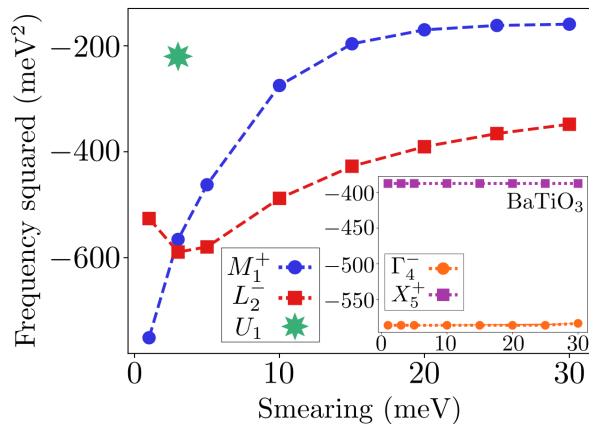 Frequency squared (meV²)
−200
−400
−600
0
10
20
30
Smearing (meV)
M₁⁺
L₂⁻
U₁
BaTiO₃
−400
−450
−500
−550
Γ₄⁻
X₅⁺
0
10
20
30